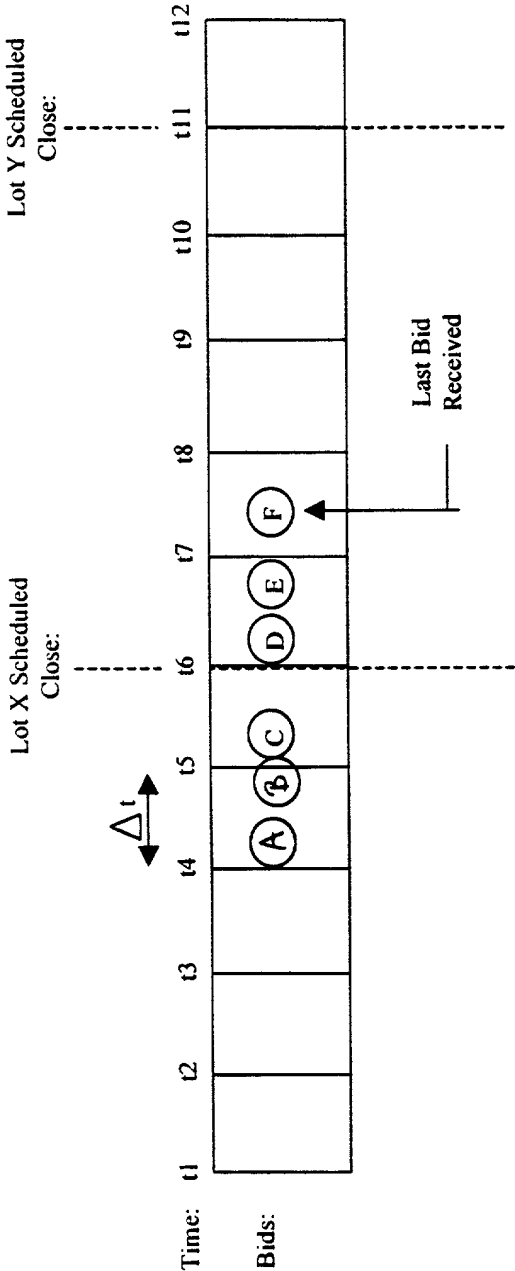 Lot X Scheduled
Close:
Lot Y Scheduled
Close:
Δt
Time: t1 t2 t3 t4 t5 t6 t7 t8 t9 t10 t11 t12
Bids: A B C D E F
Last Bid
Received